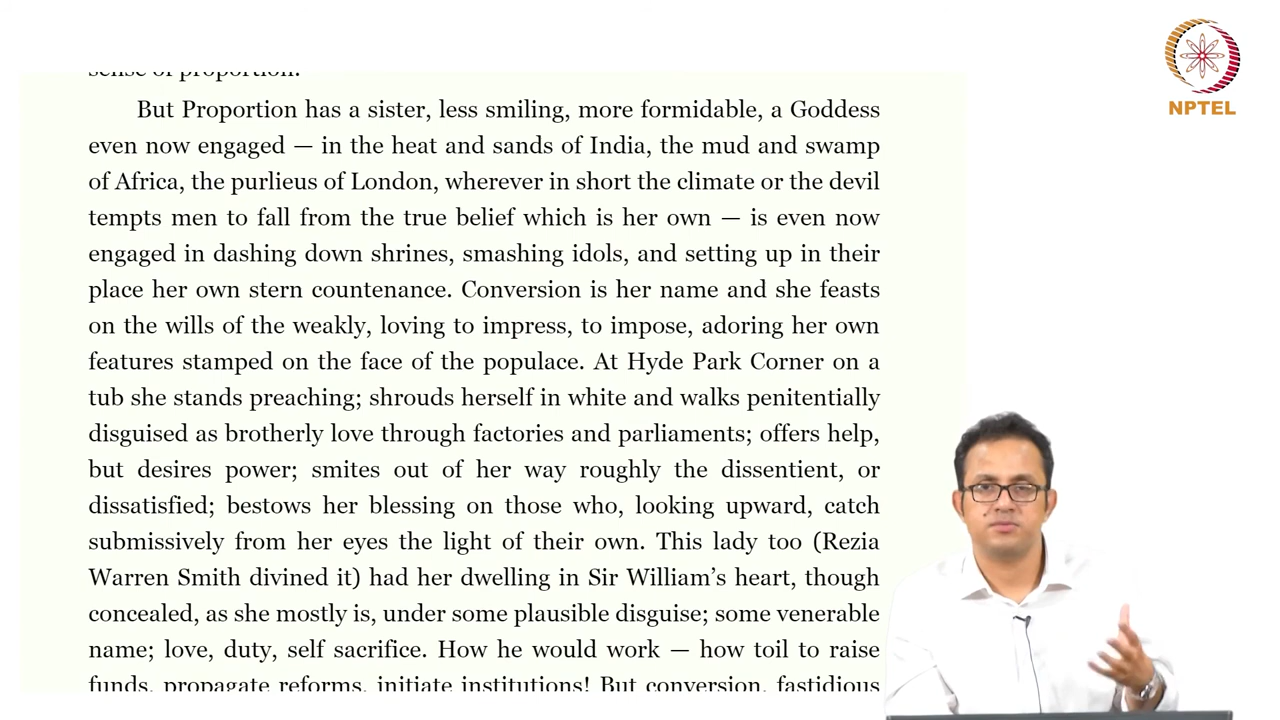 sense of proportion.
But Proportion has a sister, less smiling, more formidable, a Goddess
even now engaged — in the heat and sands of India, the mud and swamp
of Africa, the purlieus of London, wherever in short the climate or the devil
tempts men to fall from the true belief which is her own — is even now
engaged in dashing down shrines, smashing idols, and setting up in their
place her own stern countenance. Conversion is her name and she feasts
on the wills of the weakly, loving to impress, to impose, adoring her own
features stamped on the face of the populace. At Hyde Park Corner on a
tub she stands preaching; shrouds herself in white and walks penitentially
disguised as brotherly love through factories and parliaments; offers help,
but desires power; smites out of her way roughly the dissentient, or
dissatisfied; bestows her blessing on those who, looking upward, catch
submissively from her eyes the light of their own. This lady too (Rezia
Warren Smith divined it) had her dwelling in Sir William’s heart, though
concealed, as she mostly is, under some plausible disguise; some venerable
name; love, duty, self sacrifice. How he would work — how toil to raise
funds, propagate reforms, initiate institutions! But conversion, fastidious
NPTEL